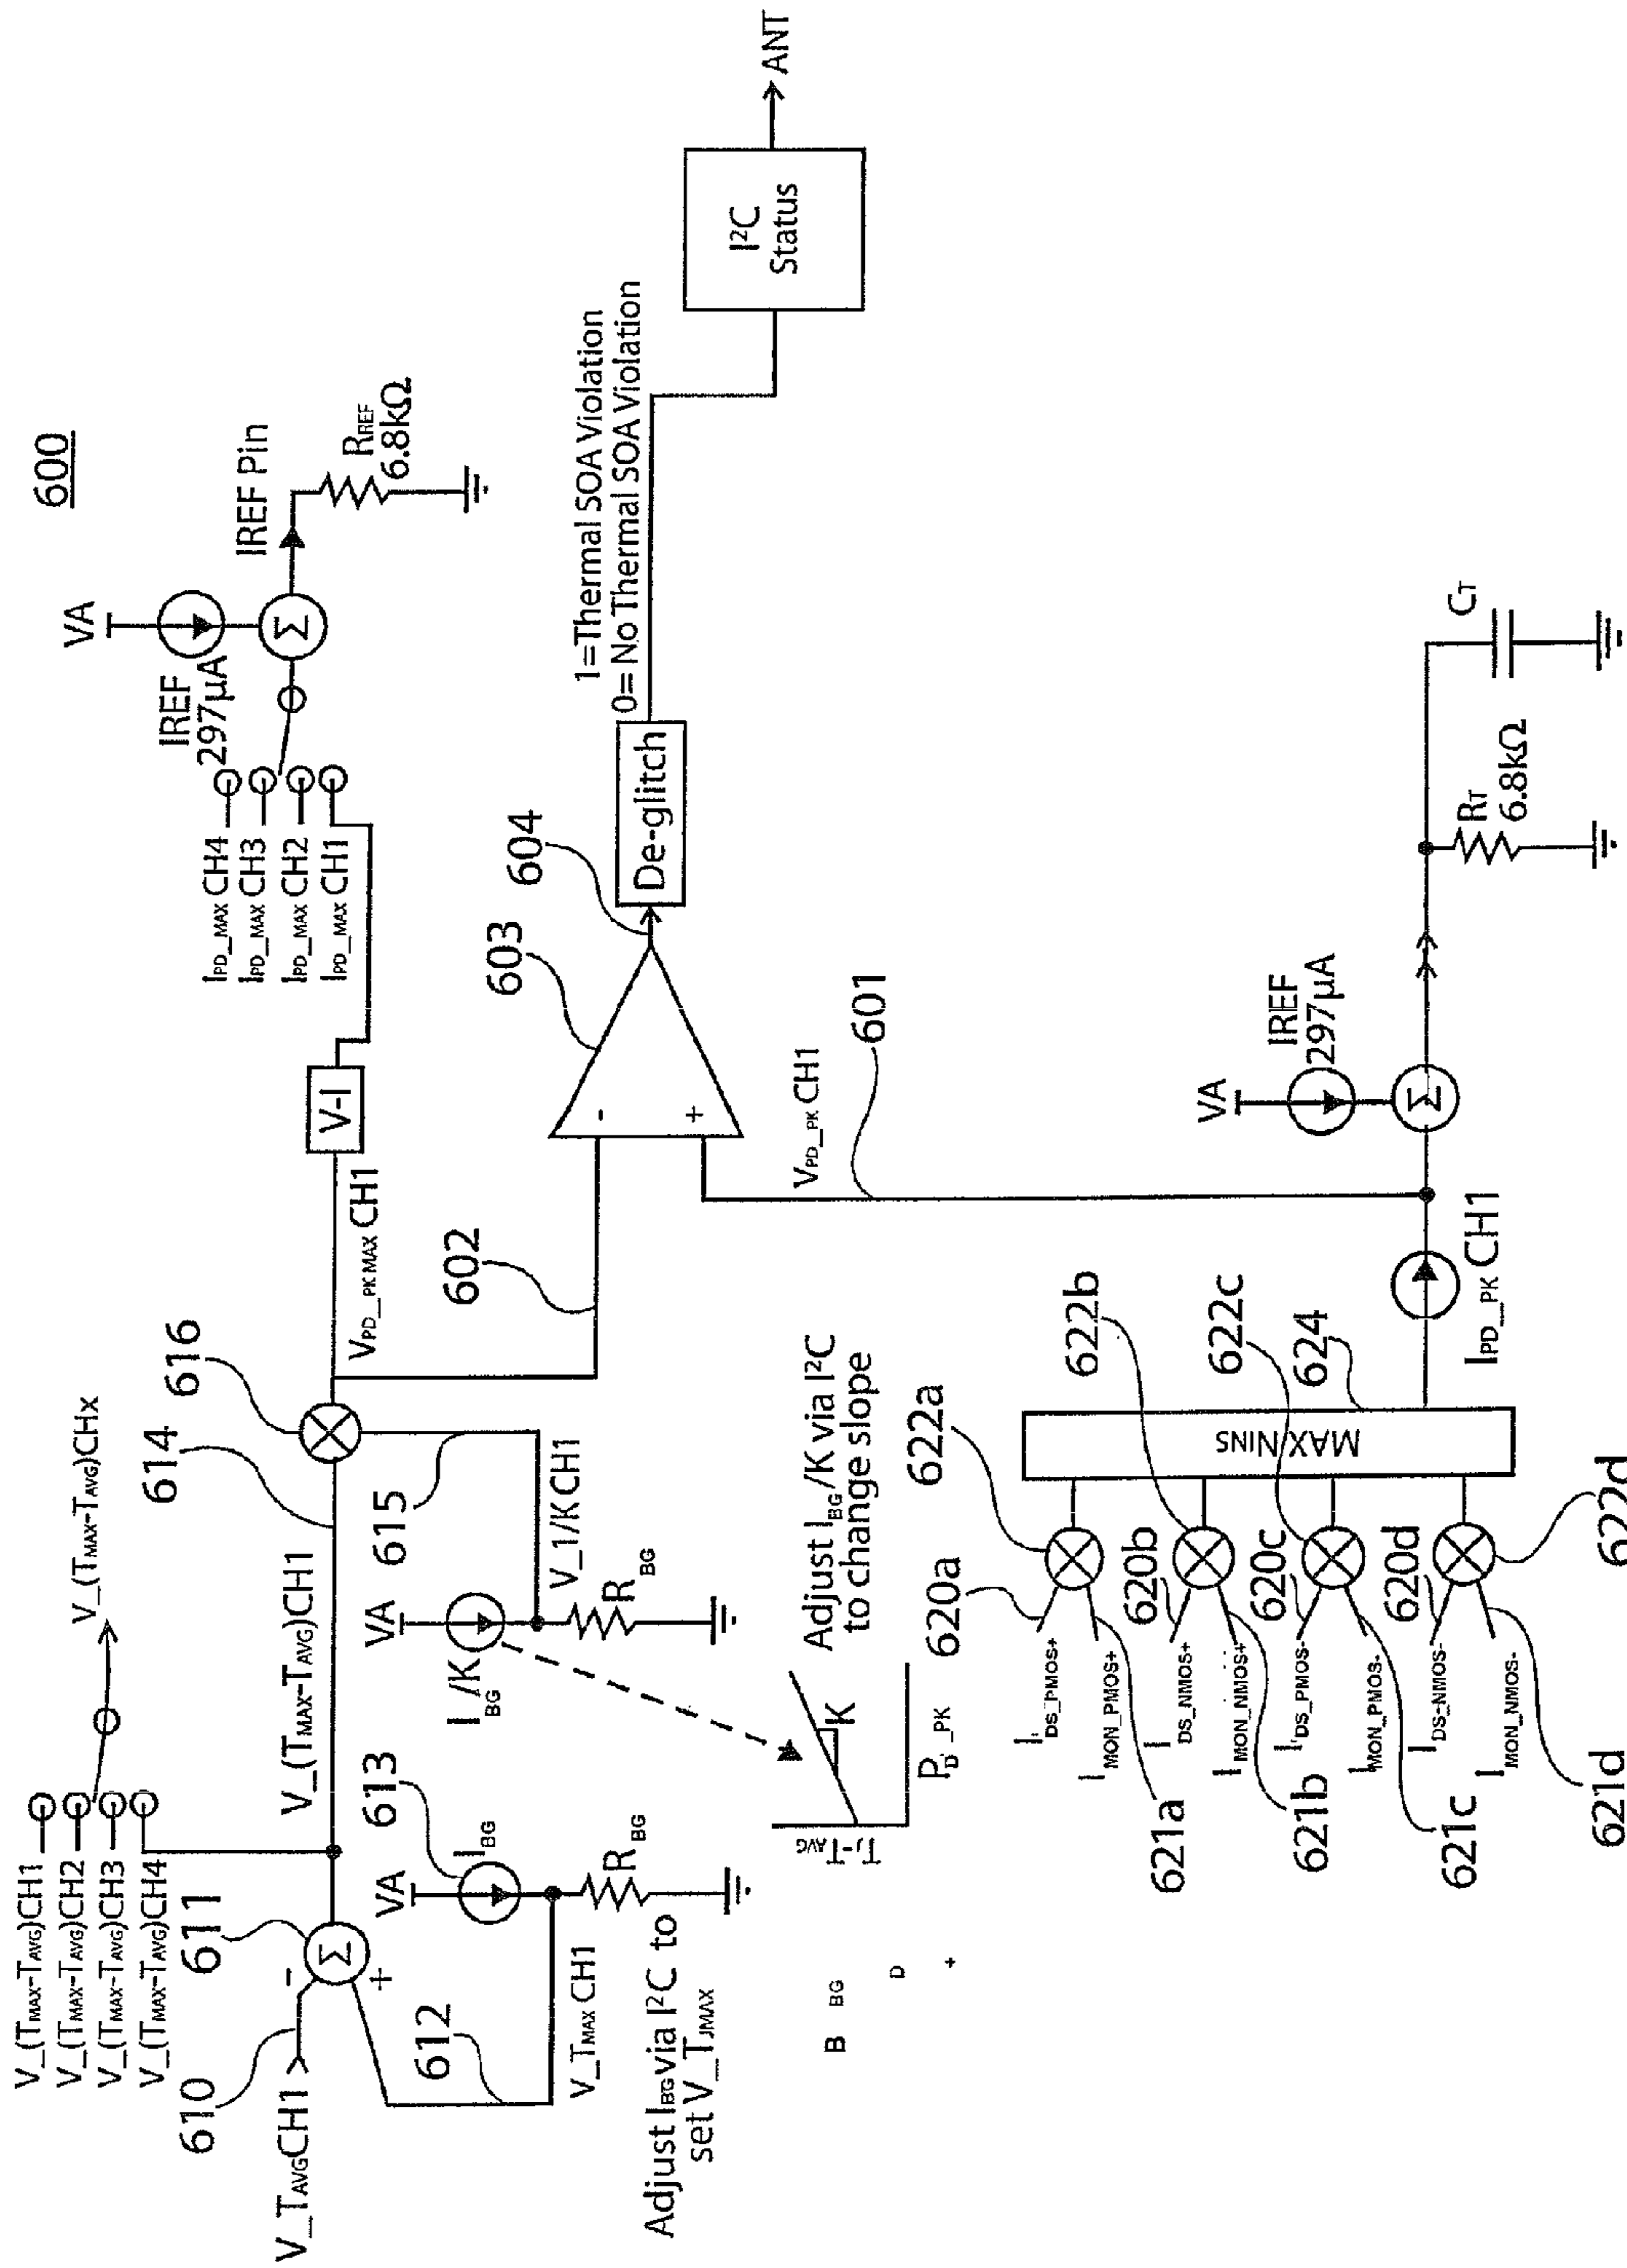 600
V_(TMAX-TAVG)CH1
V_(TMAX-TAVG)CH2
V_(TMAX-TAVG)CH3
V_(TMAX-TAVG)CH4
V_(TMAX-TAVG)CHx
610
611
V_TAVGCH1
-
Σ
+
612
V_TMAX CH1
Adjust IBG via I²C to
set V_TJMAX
613
VA
IBG
RBG
V_(TMAX-TAVG)CH1
614
616
615
VA
IBG/K
V_1/KCH1
RBG
Adjust IBG/K via I²C
to change slope
K
TJ-TAVG
PD_PK
B
BG
D
+
VPD_PKMAX CH1
V-I
IPD_MAX CH4
IPD_MAX CH3
IPD_MAX CH2
IPD_MAX CH1
IREF
297µA
VA
Σ
IREF Pin
RREF
6.8kΩ
602
603
-
+
604
De-glitch
1=Thermal SOA Violation
0=No Thermal SOA Violation
I²C
Status
ANT
VPD_PK CH1
601
620a
622a
IDS_PMOS+
IMON_PMOS+
621a
620b
622b
IDS_NMOS+
IMON_NMOS+
621b
620c
622c
IDS_PMOS-
IMON_PMOS-
621c
620d
622d
IDS-NMOS-
IMON_NMOS-
621d
624
MAX NINS
IPD_PK CH1
VA
IREF
297µA
Σ
RT
6.8kΩ
CT